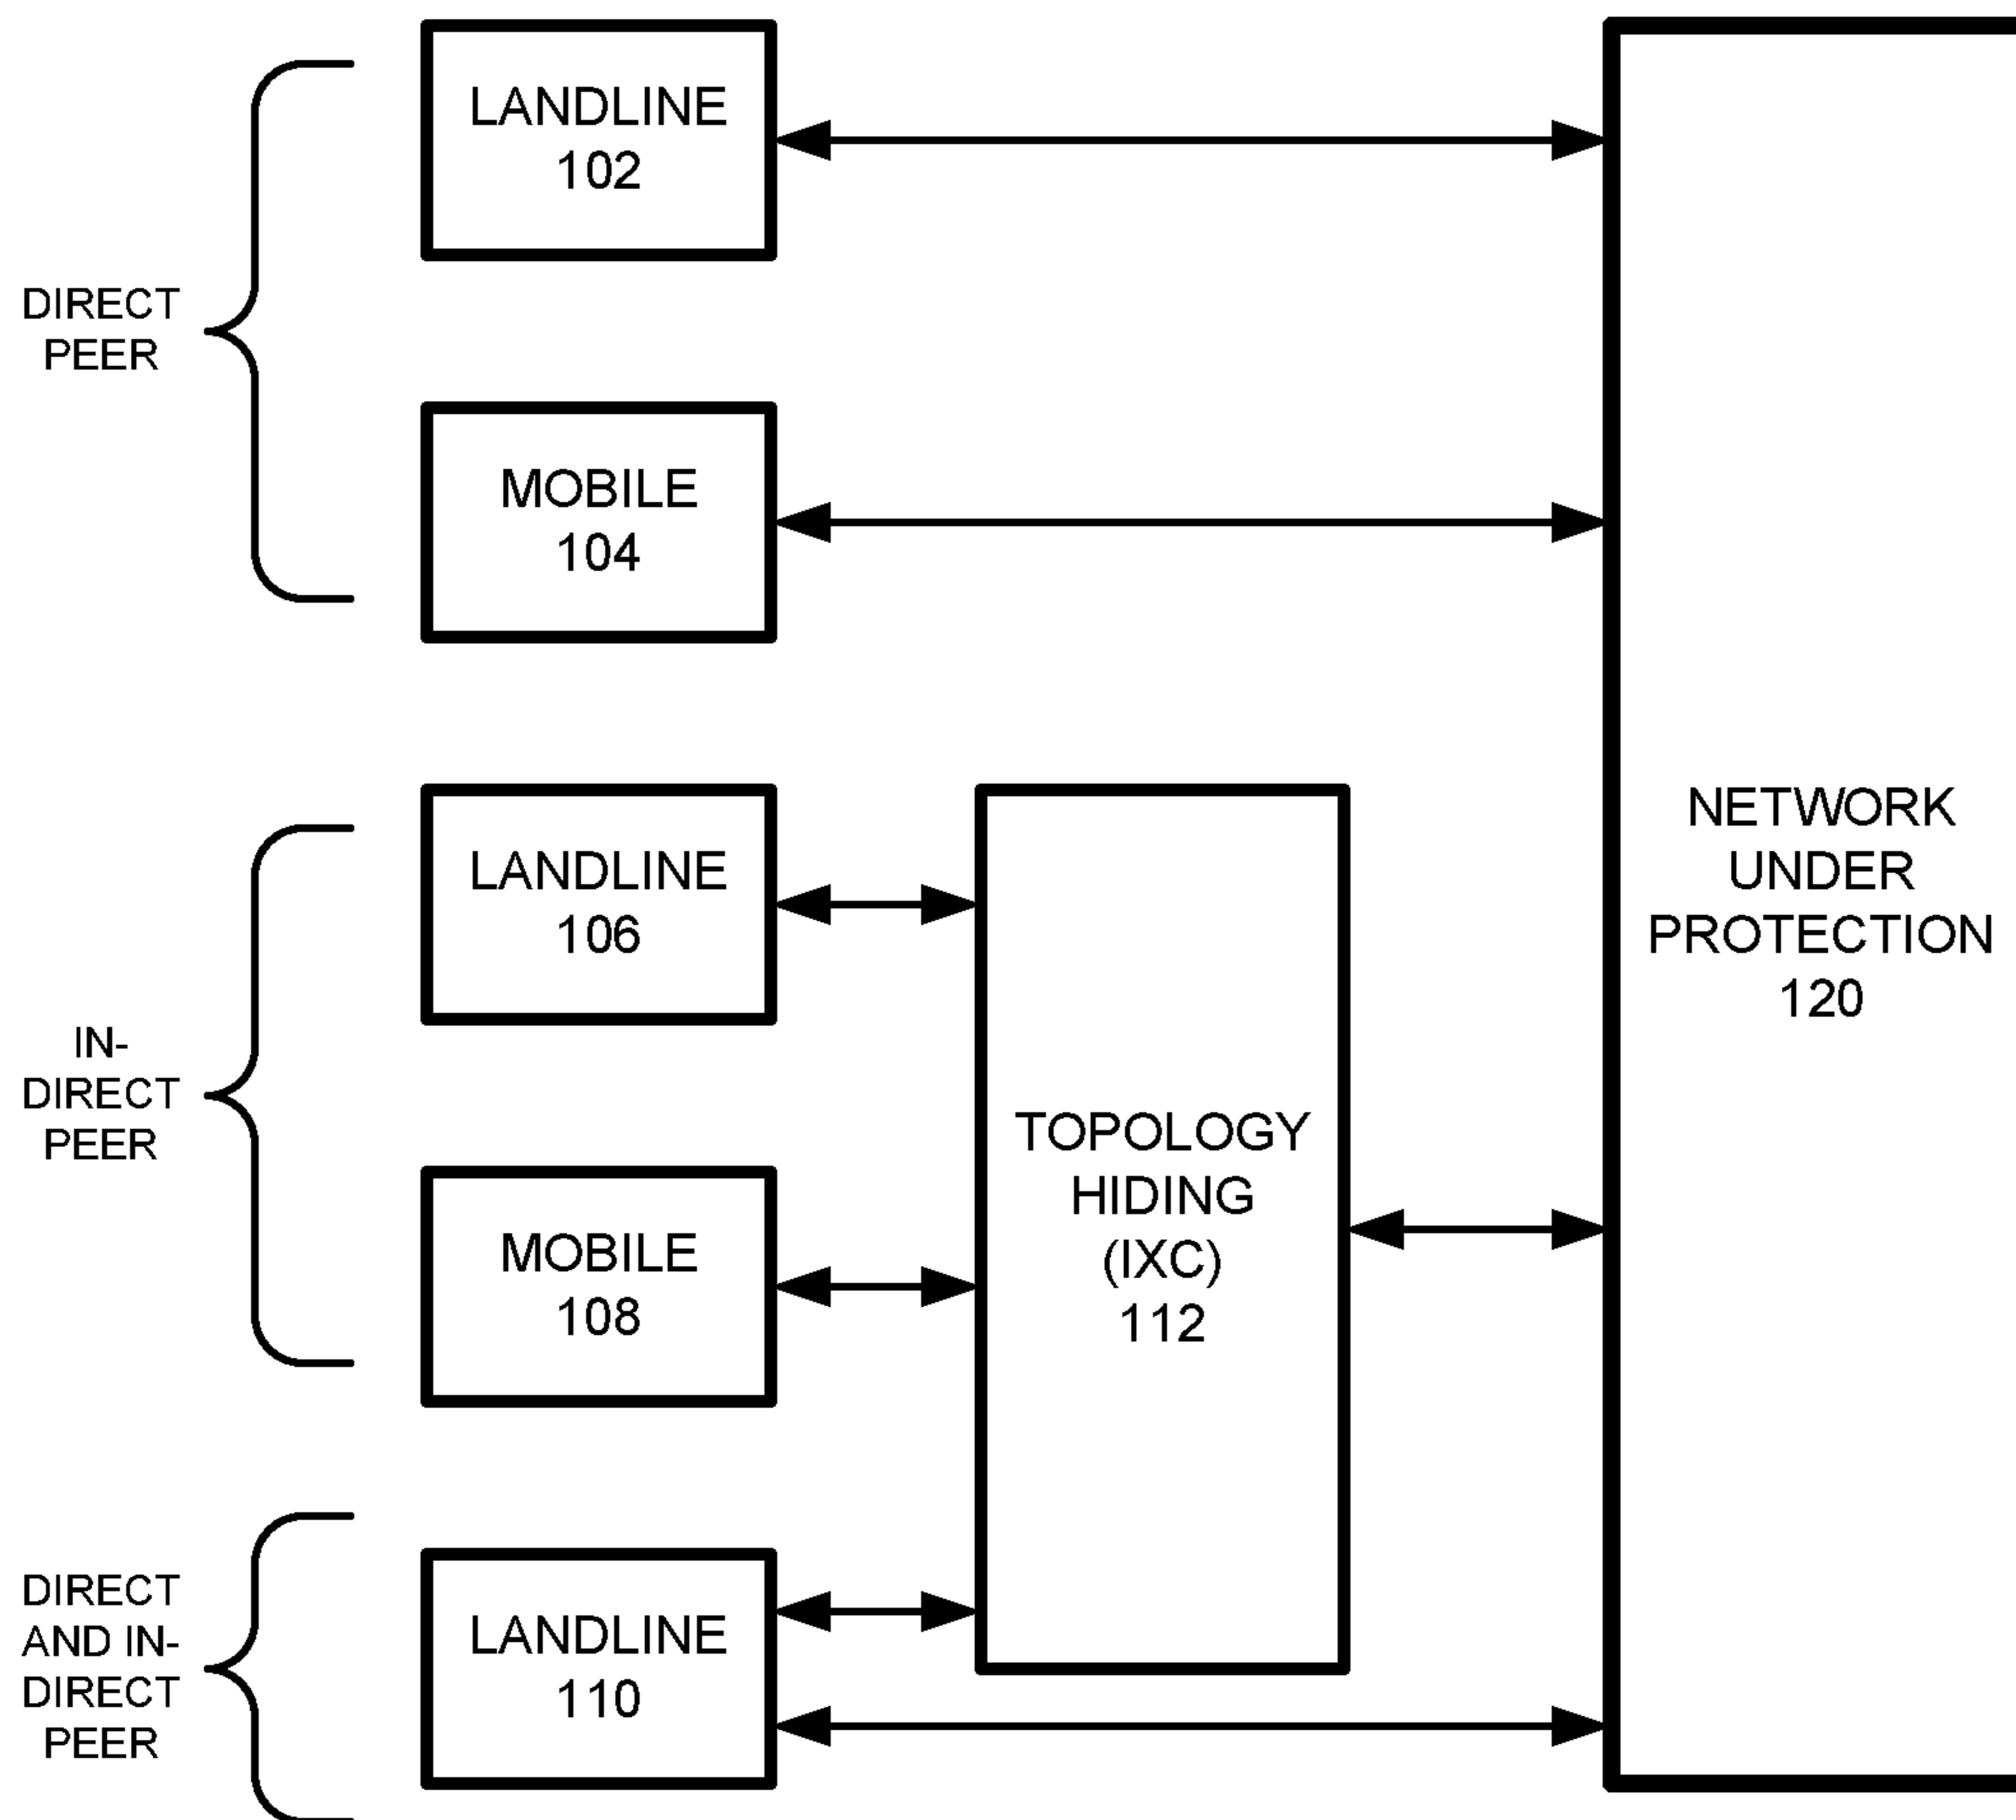 DIRECT
PEER
LANDLINE
102
MOBILE
104
IN-
DIRECT
PEER
LANDLINE
106
MOBILE
108
DIRECT
AND IN-
DIRECT
PEER
LANDLINE
110
TOPOLOGY
HIDING
(IXC)
112
NETWORK
UNDER
PROTECTION
120